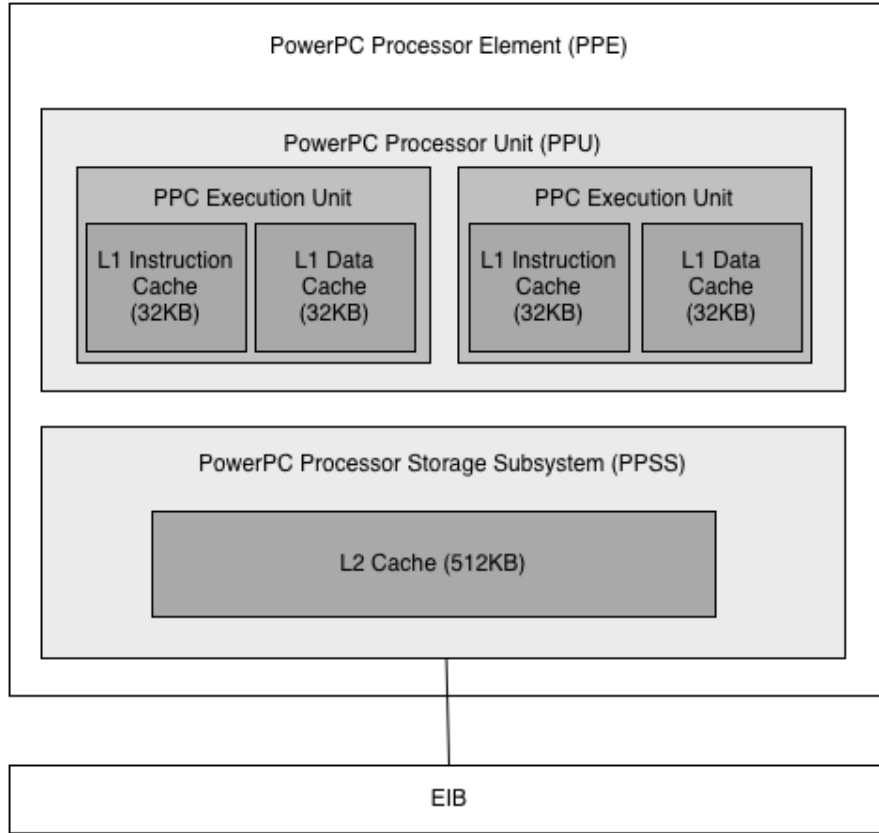 PowerPC Processor Element (PPE)
PowerPC Processor Unit (PPU)
PPC Execution Unit
L1 Instruction
Cache
(32KB)
L1 Data
Cache
(32KB)
PPC Execution Unit
L1 Instruction
Cache
(32KB)
L1 Data
Cache
(32KB)
PowerPC Processor Storage Subsystem (PPSS)
L2 Cache (512KB)
EIB